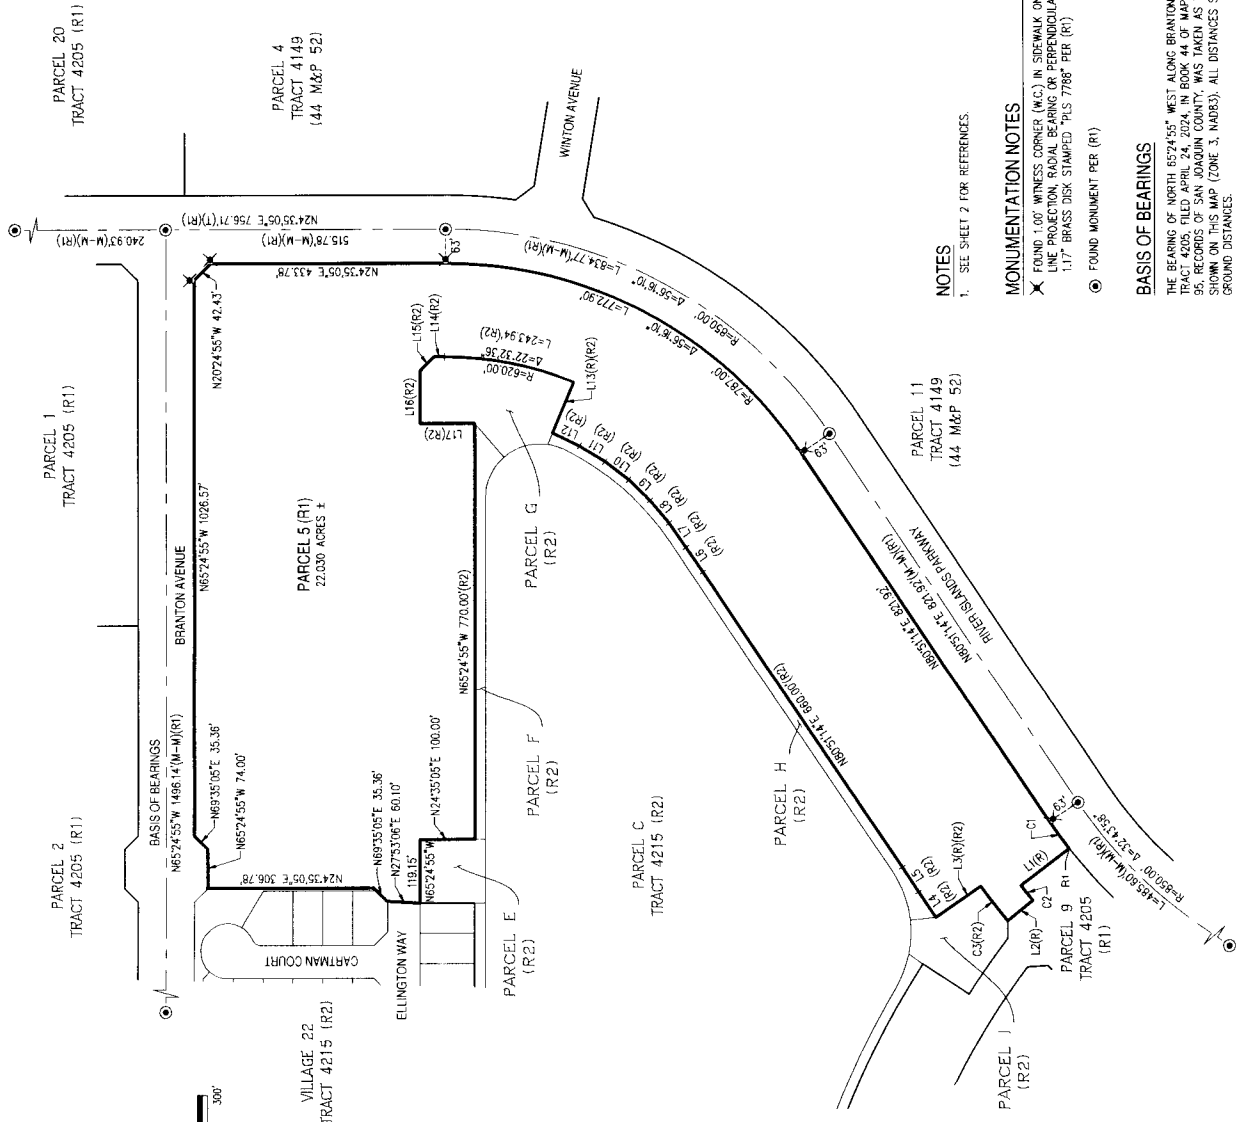 PARCEL 20
TRACT 4205 (R1)
PARCEL 4
TRACT 4149
(44 M&P 52)
PARCEL 1
TRACT 4205 (R1)
PARCEL 2
TRACT 4205 (R1)
240.93'(M-M)(R1)
N24°35'05"E 756.71'(T)(R1)
515.78'(M-M)(R1)
N24°35'05"E 433.78'
63'
WINTON AVENUE
N20°24'55"W 42.43'
BRANTON AVENUE
N65°24'55"W 1026.57'
BASIS OF BEARINGS
N65°24'55"W 1496.14'(M-M)(R1)
N69°35'05"E 35.36'
N65°24'55"W 74.00'
N24°35'05"E 306.78'
PARCEL 5 (R1)
22.030 ACRES ±
L15(R2)
L14(R2)
L16(R2)
L17(R2)
R=620.00'
Δ=22°32'36"
L=243.94'(R2)
L13(R)(R2)
L=834.77'(M-M)(R1)
Δ=56°16'10"
R=850.00'
L=772.90'
Δ=56°16'10"
R=787.00'
L12 (R2)
L11 (R2)
L10 (R2)
L9 (R2)
L8 (R2)
L7 (R2)
L6 (R2)
PARCEL G
(R2)
N65°24'55"W 770.00'(R2)
PARCEL F
(R2)
N24°35'05"E 100.00'
N69°35'05"E 35.36'
N27°53'06"E 60.10'
119.15'
N65°24'55"W
PARCEL E
(R2)
CARTMAN COURT
ELLINGTON WAY
VILLAGE 22
TRACT 4215 (R2)
300'
PARCEL C
TRACT 4215 (R2)
PARCEL H
(R2)
N80°51'14"E 660.00'(R2)
63'
N80°51'14"E 821.92'
N80°51'14"E 821.92'(M-M)(R1)
RIVER ISLANDS PARKWAY
PARCEL 11
TRACT 4149
(44 M&P 52)
L5 (R2)
L4 (R2)
L3(R)(R2)
C3(R2)
L2(R)
C2
L1(R)
R1
C1
63'
PARCEL 9
TRACT 4205
(R1)
PARCEL J
(R2)
L=485.60'(M-M)(R1)
Δ=32°43'58"
R=850.00'
NOTES
1. SEE SHEET 2 FOR REFERENCES.
MONUMENTATION NOTES
FOUND 1.00' WITNESS CORNER (W.C.) IN SIDEWALK ON
LINE PROJECTION, RADIAL BEARING OR PERPENDICULA
1.17" BRASS DISK STAMPED "PLS 7786" PER (R1)
FOUND MONUMENT PER (R1)
BASIS OF BEARINGS
THE BEARING OF NORTH 65°24'55" WEST ALONG BRANTON
TRACT 4205, FILED APRIL 24, 2024, IN BOOK 44 OF MAP
95, RECORDS OF SAN JOAQUIN COUNTY, WAS TAKEN AS
SHOWN ON THIS MAP (ZONE 3, NAD83). ALL DISTANCES S
GROUND DISTANCES.